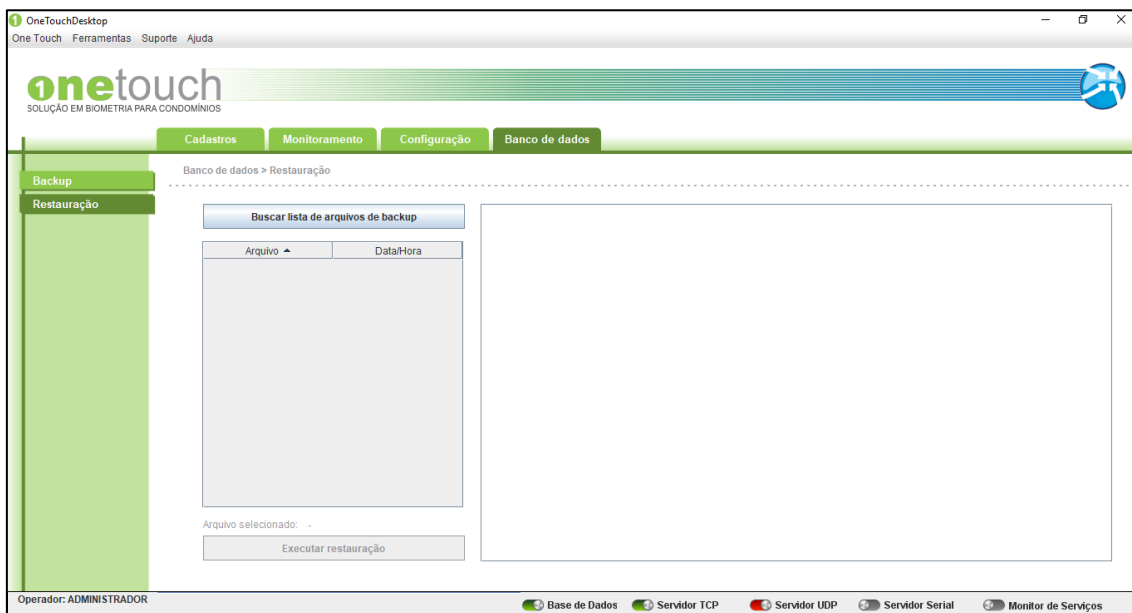 OneTouchDesktop
One Touch Ferramentas Suporte Ajuda
1 onetouch
SOLUÇÃO EM BIOMETRIA PARA CONDOMÍNIOS
Cadastros Monitoramento Configuração Banco de dados
Backup
Restauração
Banco de dados > Restauração
Buscar lista de arquivos de backup
Arquivo Data/Hora
Arquivo selecionado: -
Executar restauração
Operador: ADMINISTRADOR
Base de Dados Servidor TCP Servidor UDP Servidor Serial Monitor de Serviços